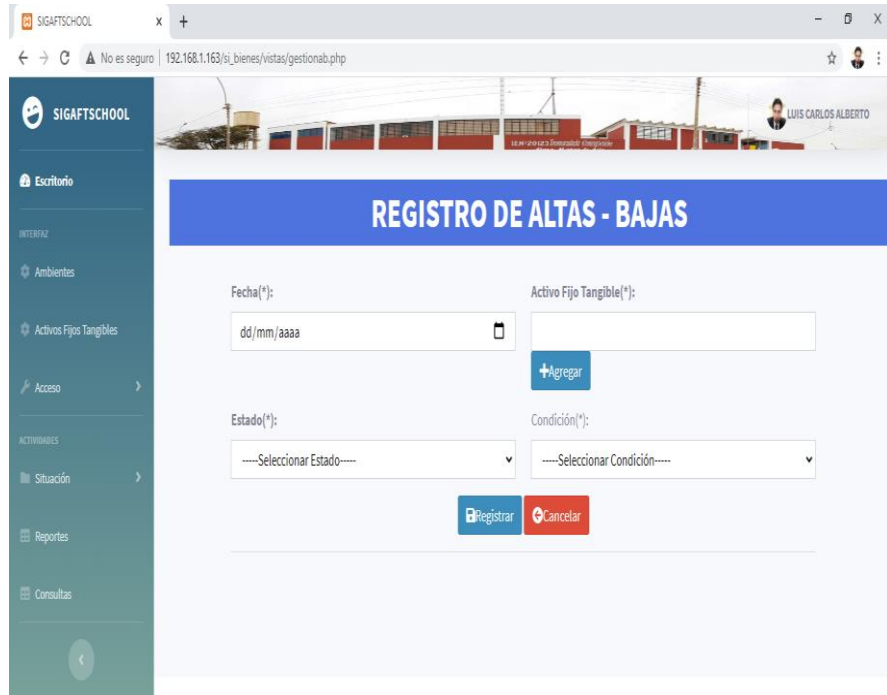 SIGAFTSCHOOL
No es seguro | 192.168.1.163/si_bienes/vistas/gestionab.php
SIGAFTSCHOOL
LUIS CARLOS ALBERTO
Escritorio
INTERFAZ
Ambientes
Activos Fijos Tangibles
Acceso
ACTIVIDADES
Situación
Reportes
Consultas
REGISTRO DE ALTAS - BAJAS
Fecha(*):
Activo Fijo Tangible(*):
dd/mm/aaaa
Agregar
Estado(*):
Condición(*):
-----Seleccionar Estado-----
-----Seleccionar Condición-----
Registrar
Cancelar